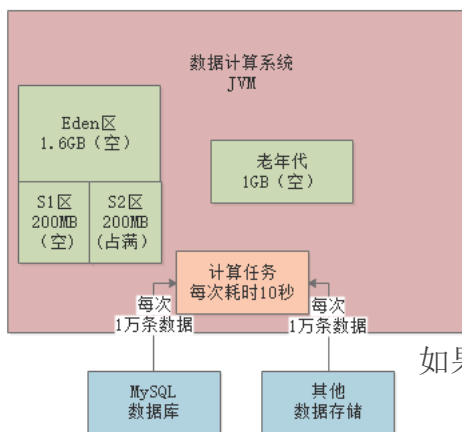 数据计算系统
JVM
Eden区
1.6GB（空）
老年代
1GB（空）
S1区
200MB
（空）
S2区
200MB
（占满）
计算任务
每次耗时10秒
每次
1万条数据
每次
1万条数据
如果
MySQL
数据库
其他
数据存储